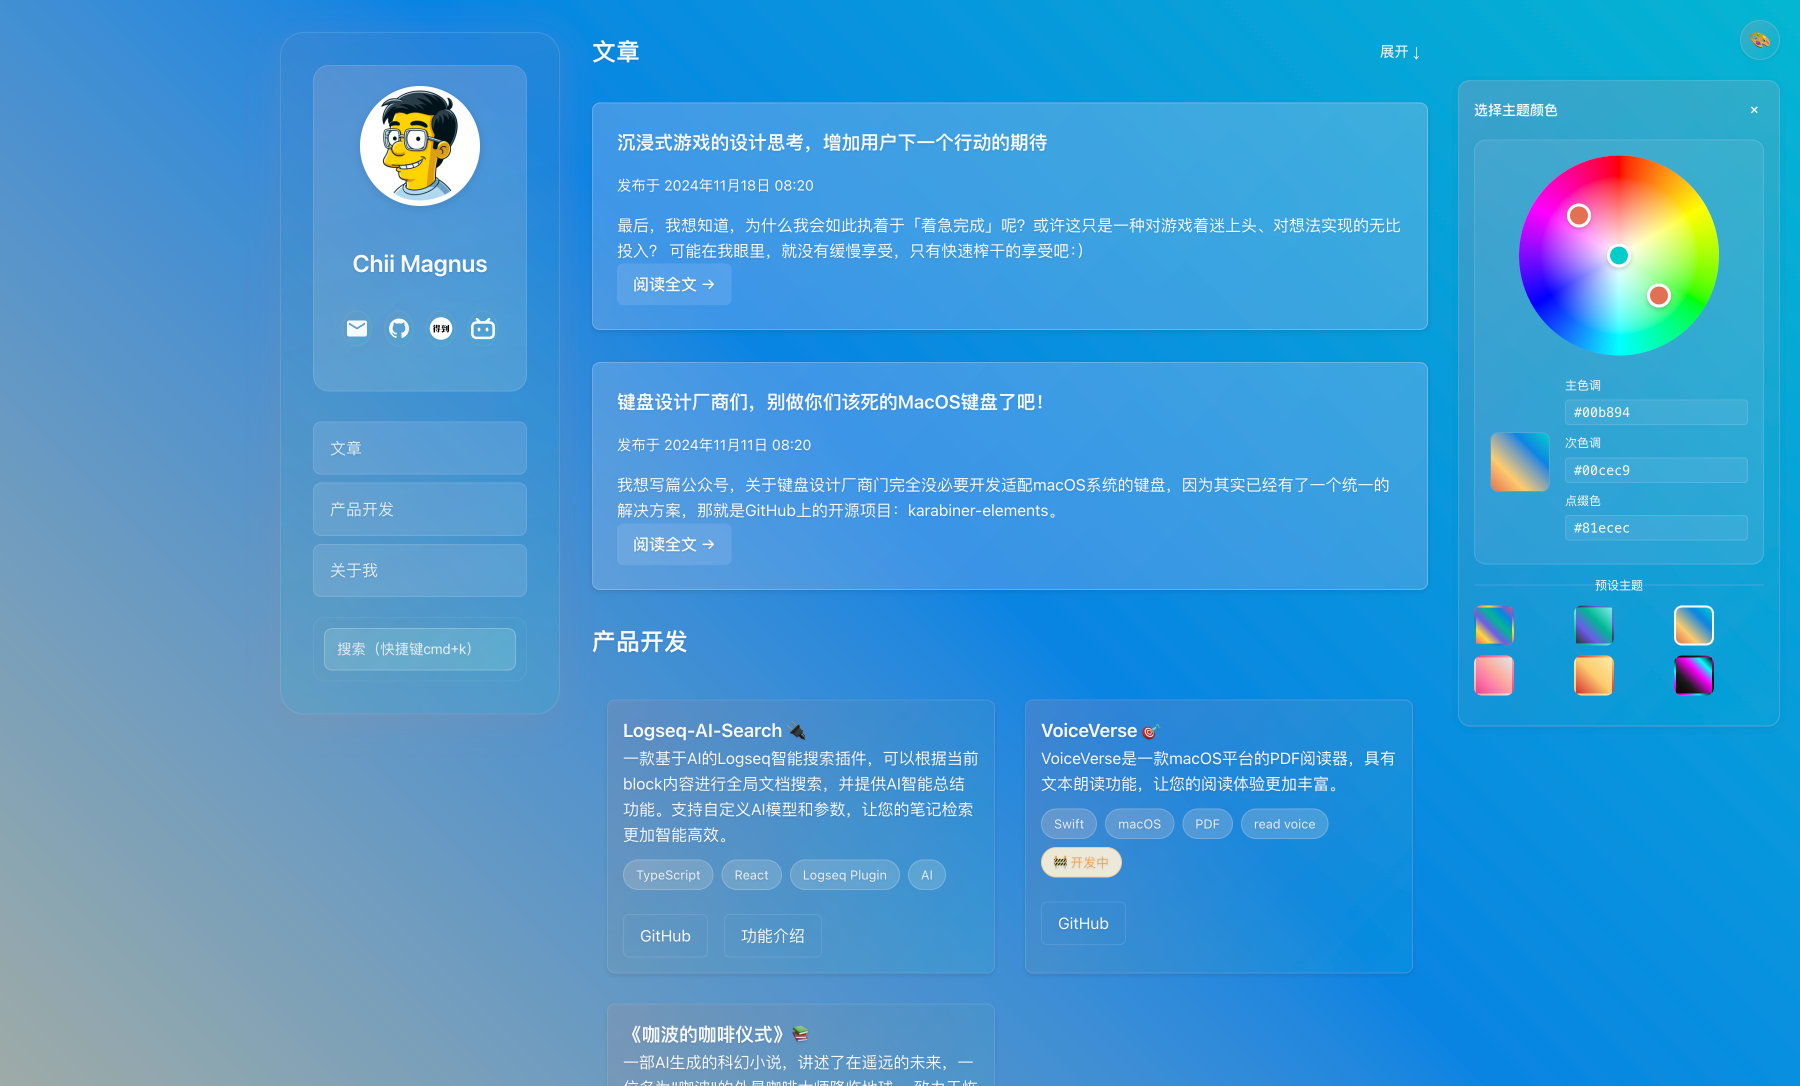 Chii Magnus
得到
文章
产品开发
关于我
搜索（快捷键cmd+k）
文章
展开 ↓
沉浸式游戏的设计思考，增加用户下一个行动的期待
发布于 2024年11月18日 08:20
最后，我想知道，为什么我会如此执着于「着急完成」呢？或许这只是一种对游戏着迷上头、对想法实现的无比
投入？ 可能在我眼里，就没有缓慢享受，只有快速榨干的享受吧：)
阅读全文 →
键盘设计厂商们，别做你们该死的MacOS键盘了吧！
发布于 2024年11月11日 08:20
我想写篇公众号，关于键盘设计厂商门完全没必要开发适配macOS系统的键盘，因为其实已经有了一个统一的
解决方案，那就是GitHub上的开源项目：karabiner-elements。
阅读全文 →
产品开发
Logseq-AI-Search 🔌
一款基于AI的Logseq智能搜索插件，可以根据当前
block内容进行全局文档搜索，并提供AI智能总结
功能。支持自定义AI模型和参数，让您的笔记检索
更加智能高效。
TypeScript
React
Logseq Plugin
AI
GitHub
功能介绍
VoiceVerse 🎯
VoiceVerse是一款macOS平台的PDF阅读器，具有
文本朗读功能，让您的阅读体验更加丰富。
Swift
macOS
PDF
read voice
🚧 开发中
GitHub
《咖波的咖啡仪式》📚
一部AI生成的科幻小说，讲述了在遥远的未来，一
位名为"咖波"的外星咖啡大师降临地球，致力于恢
选择主题颜色
×
主色调
#00b894
次色调
#00cec9
点缀色
#81ecec
预设主题